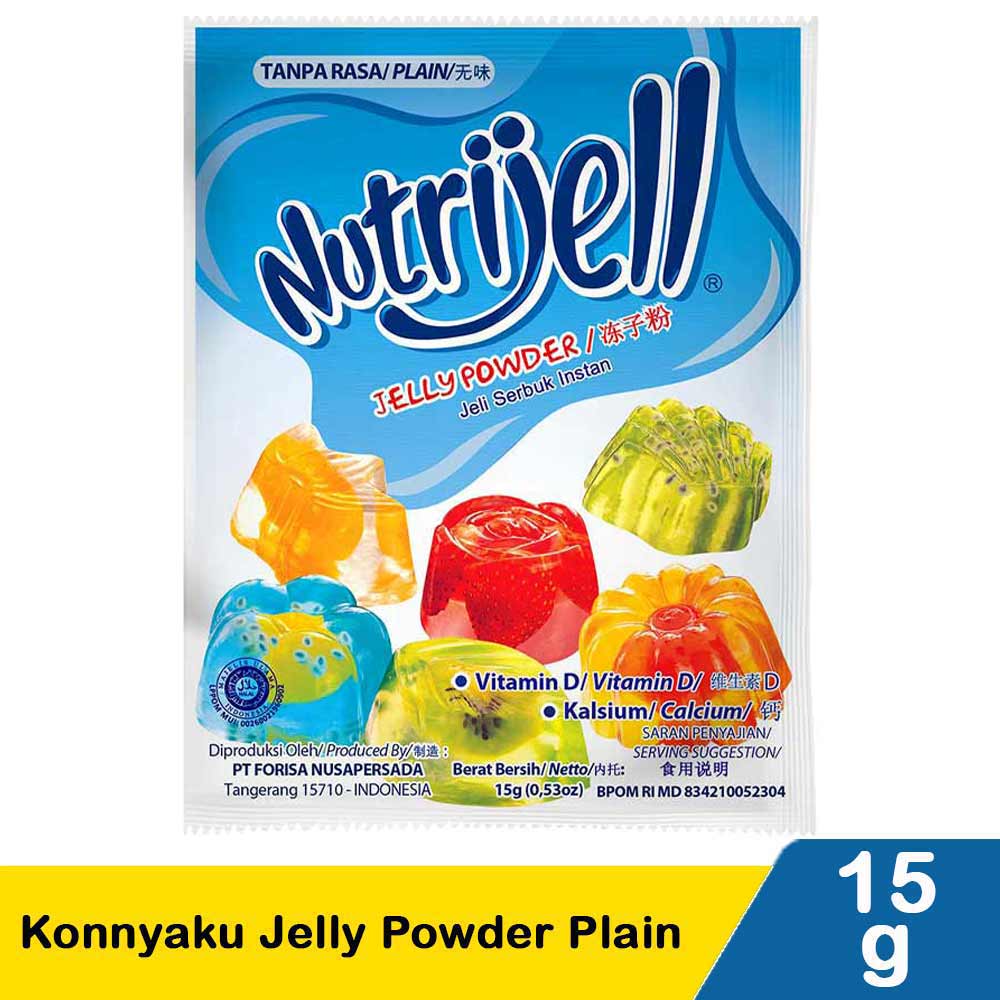 TANPA RASA/ PLAIN/无味
Nutrijell®
JELLY POWDER / 冻子粉
Jeli Serbuk Instan
• Vitamin D/ Vitamin D/ 维生素 D
• Kalsium/ Calcium/ 钙
SARAN PENYAJIAN/
SERVING SUGGESTION/
食用说明
MAJELIS ULAMA
INDONESIA
Diproduksi Oleh/ Produced By/制造:
PT FORISA NUSAPERSADA
Tangerang 15710 - INDONESIA
Berat Bersih/ Netto/内托:
15g (0,53oz)
BPOM RI MD 834210052304
Konnyaku Jelly Powder Plain
15
g